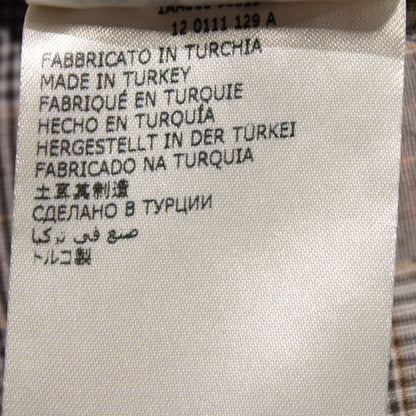 12 0111 129 A
FABBRICATO IN TURCHIA
MADE IN TURKEY
FABRIQUÉ EN TURQUIE
HECHO EN TURQUÍA
HERGESTELLT IN DER TÜRKEI
FABRICADO NA TURQUIA
土耳其制造
СДЕЛАНО В ТУРЦИИ
صنع في تركيا
トルコ製